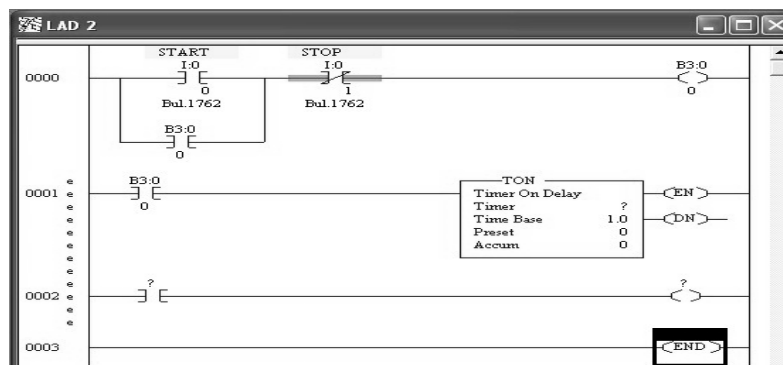 LAD 2
START STOP
I:0 I:0 B3:0
0000
0 1 0
Bul.1762 Bul.1762
B3:0
0
e
TON
B3:0
0001 e Timer On Delay EN
0
e Timer ?
e Time Base 1.0 DN
e Preset 0
e Accum 0
e
e
? ?
0002 e
e
e
0003 END